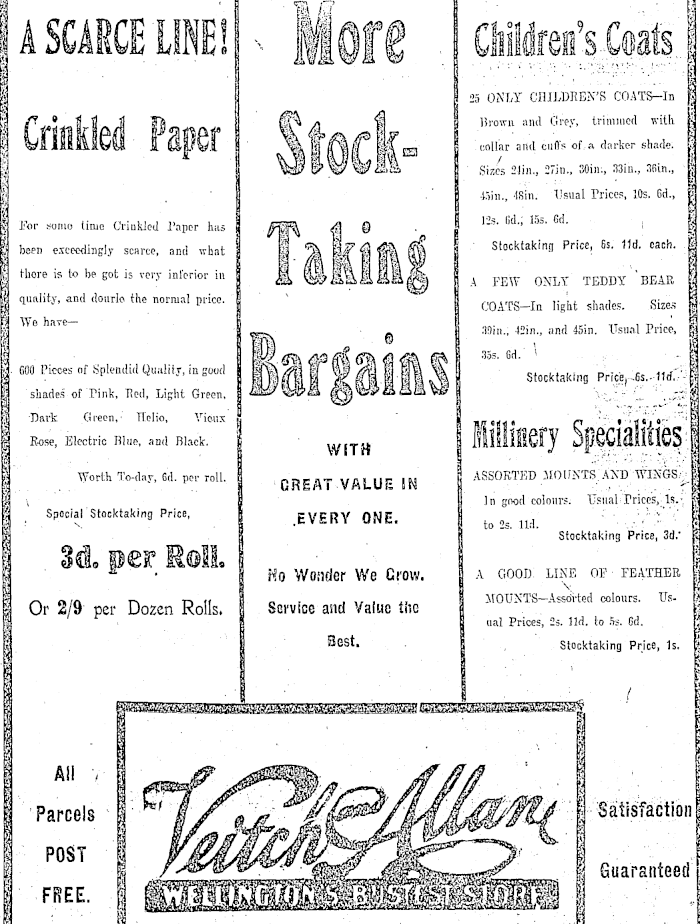 A SCARCE LINE!
Crinkled Paper
For some time Crinkled Paper has
been exceedingly scarce, and what
there is to be got is very inferior in
quality, and dourle the normal price.
We have—
600 Pieces of Splendid Quality, in good
shades of Pink, Red, Light Green,
Dark Green, Helio, Vieux
Rose, Electric Blue, and Black.
Worth To-day, 6d. per roll.
Special Stocktaking Price,
3d. per Roll.
Or 2/9 per Dozen Rolls.
More
Stock-
Taking
Bargains
WITH
GREAT VALUE IN
EVERY ONE.
No Wonder We Grow.
Service and Value the
Best.
Children's Coats
25 ONLY CHILDREN'S COATS—In
Brown and Grey, trimmed with
collar and cuffs of a darker shade.
Sizes 24in., 27in., 30in., 33in., 36in.,
45in., 48in. Usual Prices, 10s. 6d.,
12s. 6d.; 15s. 6d.
Stocktaking Price, 6s. 11d. each.
A FEW ONLY TEDDY BEAR
COATS—In light shades. Sizes
39in., 42in., and 45in. Usual Price,
35s. 6d.
Stocktaking Price, 6s. 11d.
Millinery Specialities
ASSORTED MOUNTS AND WINGS
In good colours. Usual Prices, 1s.
to 2s. 11d.
Stocktaking Price, 3d.
A GOOD LINE OF FEATHER
MOUNTS—Assorted colours. Us-
ual Prices, 2s. 11d. to 5s. 6d.
Stocktaking Price, 1s.
All
Parcels
POST
FREE.
Veitch and Allan
WELLINGTON'S BUSIEST STORE
Satisfaction
Guaranteed